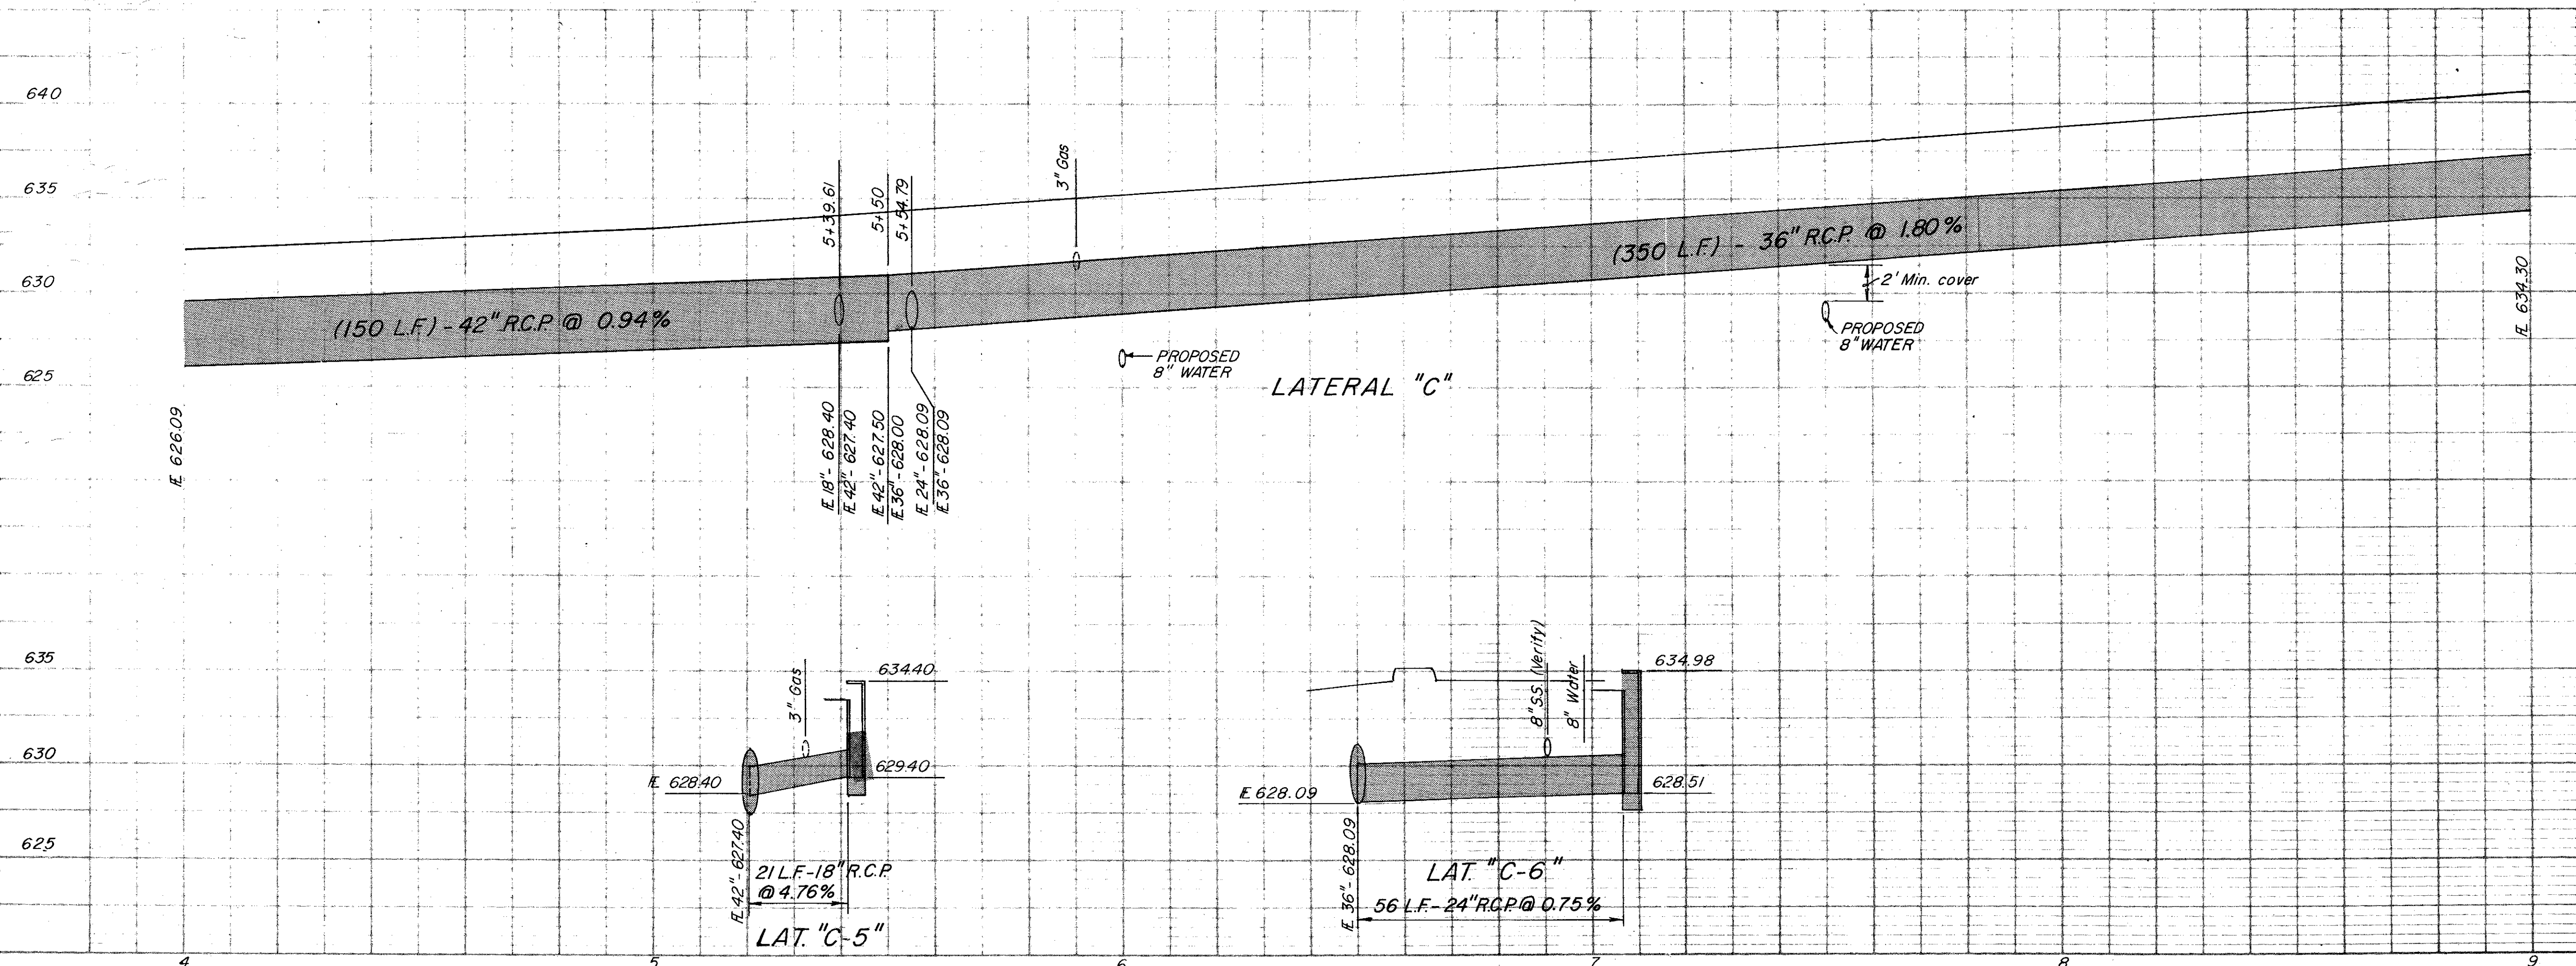 640
635
630
625
5+39.61
5+50
5+54.79
3" Gas
(150 L.F.) - 42" R.C.P. @ 0.94%
(350 L.F.) - 36" R.C.P. @ 1.80%
2' Min. cover
PROPOSED
8" WATER
PROPOSED
8" WATER
LATERAL "C"
FL 626.09
FL 634.30
FL 18" - 628.40
FL 42" - 627.40
FL 42" - 627.50
FL 36" - 628.00
FL 24" - 628.09
FL 36" - 628.09
635
630
625
3" Gas
634.40
629.40
FL 628.40
FL 42" - 627.40
21 L.F. - 18" R.C.P.
@ 4.76%
LAT. "C-5"
8" S.S. (Verify)
8" Water
634.98
628.51
FL 628.09
FL 36" - 628.09
LAT. "C-6"
56 L.F. - 24" R.C.P. @ 0.75%
4 5 6 7 8 9